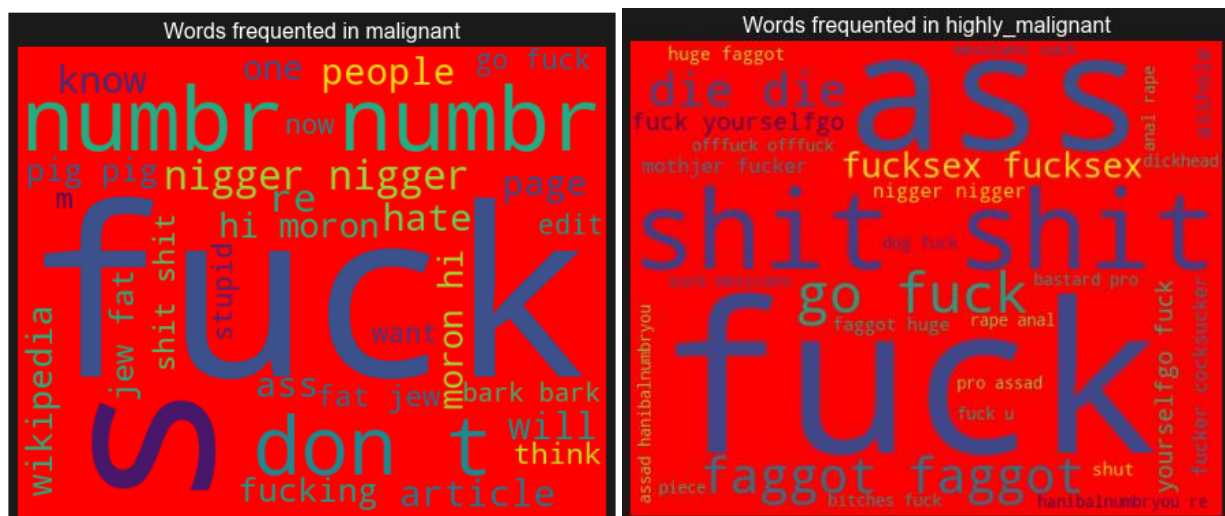 Words frequented in malignant
know
one
people
go fuck
numbr numbr
now
pig pig
nigger nigger
page
m
re
hi moron
hate
edit
fuck
wikipedia
jew fat
shit shit
stupid
want
moron hi
ass
fat jew
bark bark
s
don t
will
think
fucking
article
Words frequented in highly_malignant
huge faggot
mexicans suck
ass
anal rape
asshole
die die
fuck yourselfgo
offfuck offfuck
mothjer fucker
fucksex fucksex
dickhead
nigger nigger
shit shit
dog fuck
suck mexicans
go fuck
bastard pro
faggot huge
rape anal
fuck
assad hanibalnumbryou
pro assad
fuck u
yourselfgo fuck
fucker cocksucker
faggot faggot
shut
piece
bitches fuck
hanibalnumbryou re